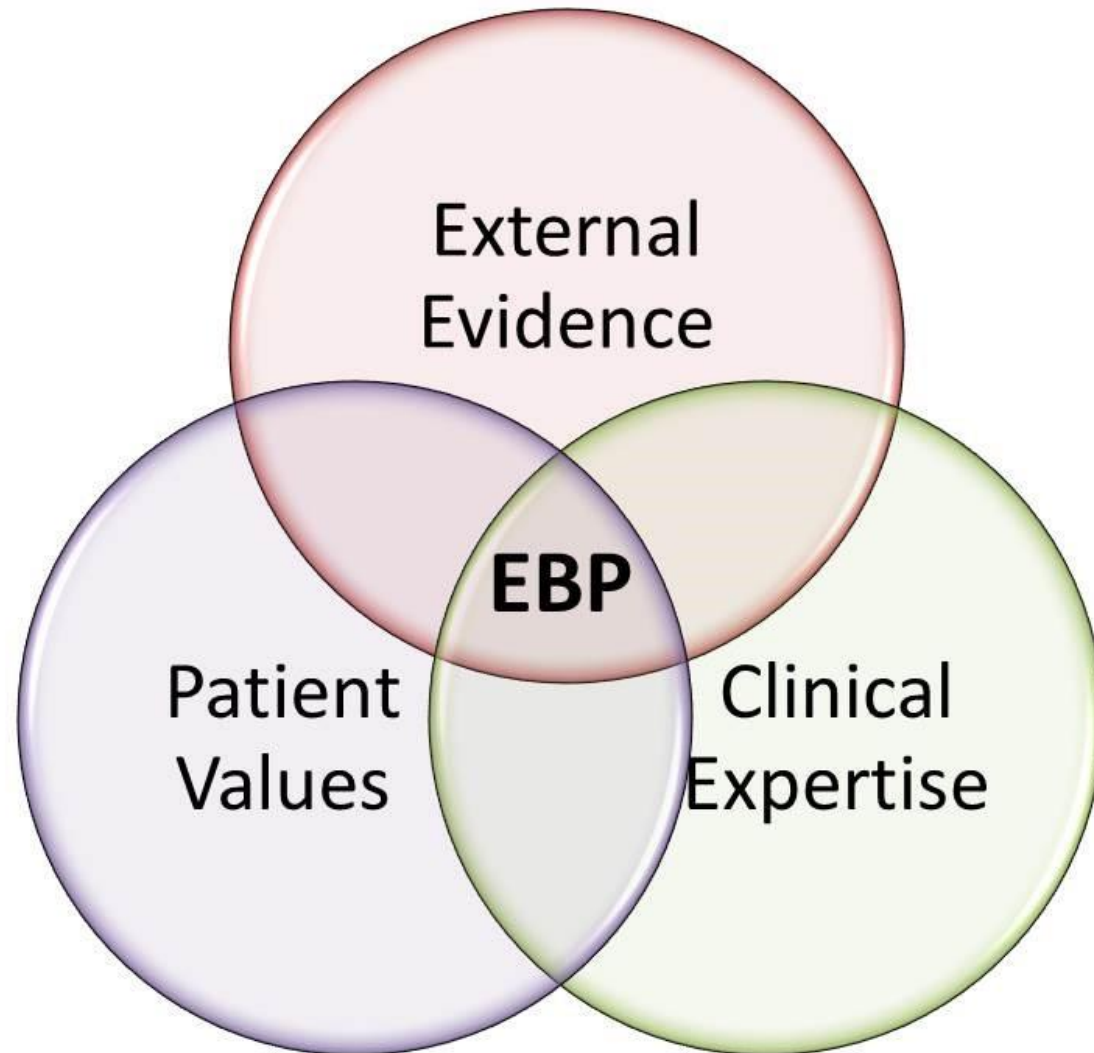 External
Evidence
EBP
Patient
Values
Clinical
Expertise